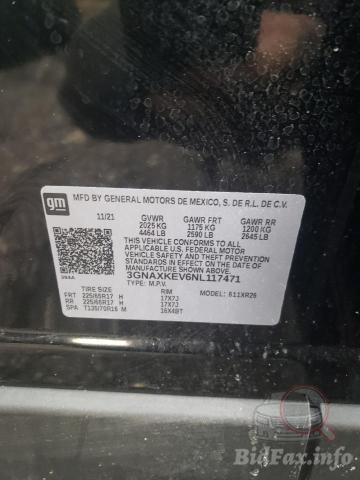 gm
MFD BY GENERAL MOTORS DE MEXICO, S. DE R.L. DE C.V.
11/21 GVWR GAWR FRT GAWR RR
2025 KG 1175 KG 1200 KG
4464 LB 2590 LB 2645 LB
THIS VEHICLE CONFORMS TO ALL APPLICABLE U.S. FEDERAL MOTOR VEHICLE SAFETY, BUMPER, AND THEFT PREVENTION STANDARDS IN EFFECT ON THE DATE OF MANUFACTURE SHOWN ABOVE.
3GNAXKEV6NL117471
TYPE: M.P.V.
TIRE SIZE RIM MODEL: 611XR26
FRT 225/65R17 H 17X7J
RR 225/65R17 H 17X7J
SPA T135/70R16 M 16X4BT
BidFax.info